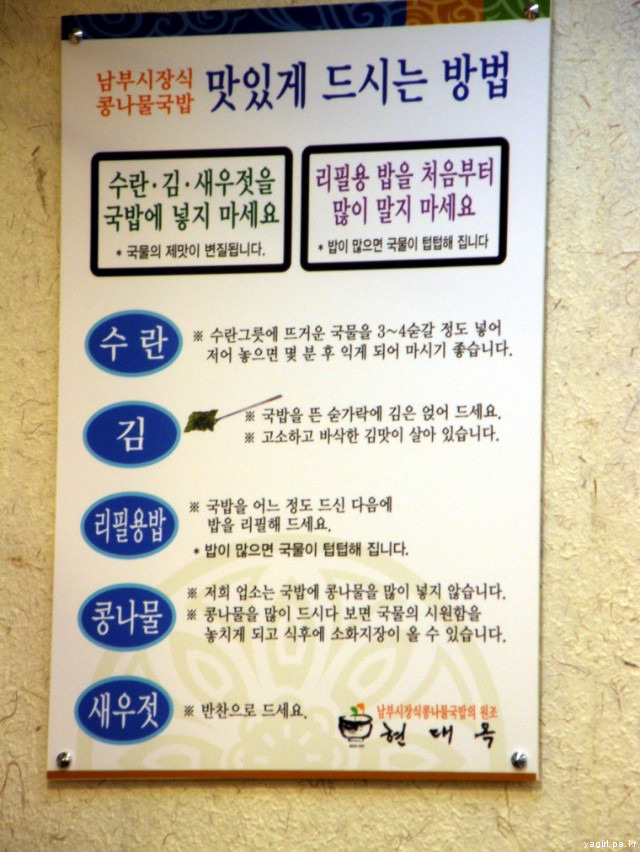 남부시장식
콩나물국밥
맛있게 드시는 방법
수란·김·새우젓을
국밥에 넣지 마세요
* 국물의 제맛이 변질됩니다.
리필용 밥을 처음부터
많이 말지 마세요
* 밥이 많으면 국물이 텁텁해 집니다
수란
※ 수란그릇에 뜨거운 국물을 3~4숟갈 정도 넣어
저어 놓으면 몇 분 후 익게 되어 마시기 좋습니다.
김
※ 국밥을 뜬 숟가락에 김은 얹어 드세요.
※ 고소하고 바삭한 김맛이 살아 있습니다.
리필용밥
※ 국밥을 어느 정도 드신 다음에
밥을 리필해 드세요.
* 밥이 많으면 국물이 텁텁해 집니다.
콩나물
※ 저희 업소는 국밥에 콩나물을 많이 넣지 않습니다.
※ 콩나물을 많이 드시다 보면 국물의 시원함을
놓치게 되고 식후에 소화지장이 올 수 있습니다.
새우젓
※ 반찬으로 드세요.
남부시장식콩나물국밥의 원조
현대옥
yagirl.pe.kr